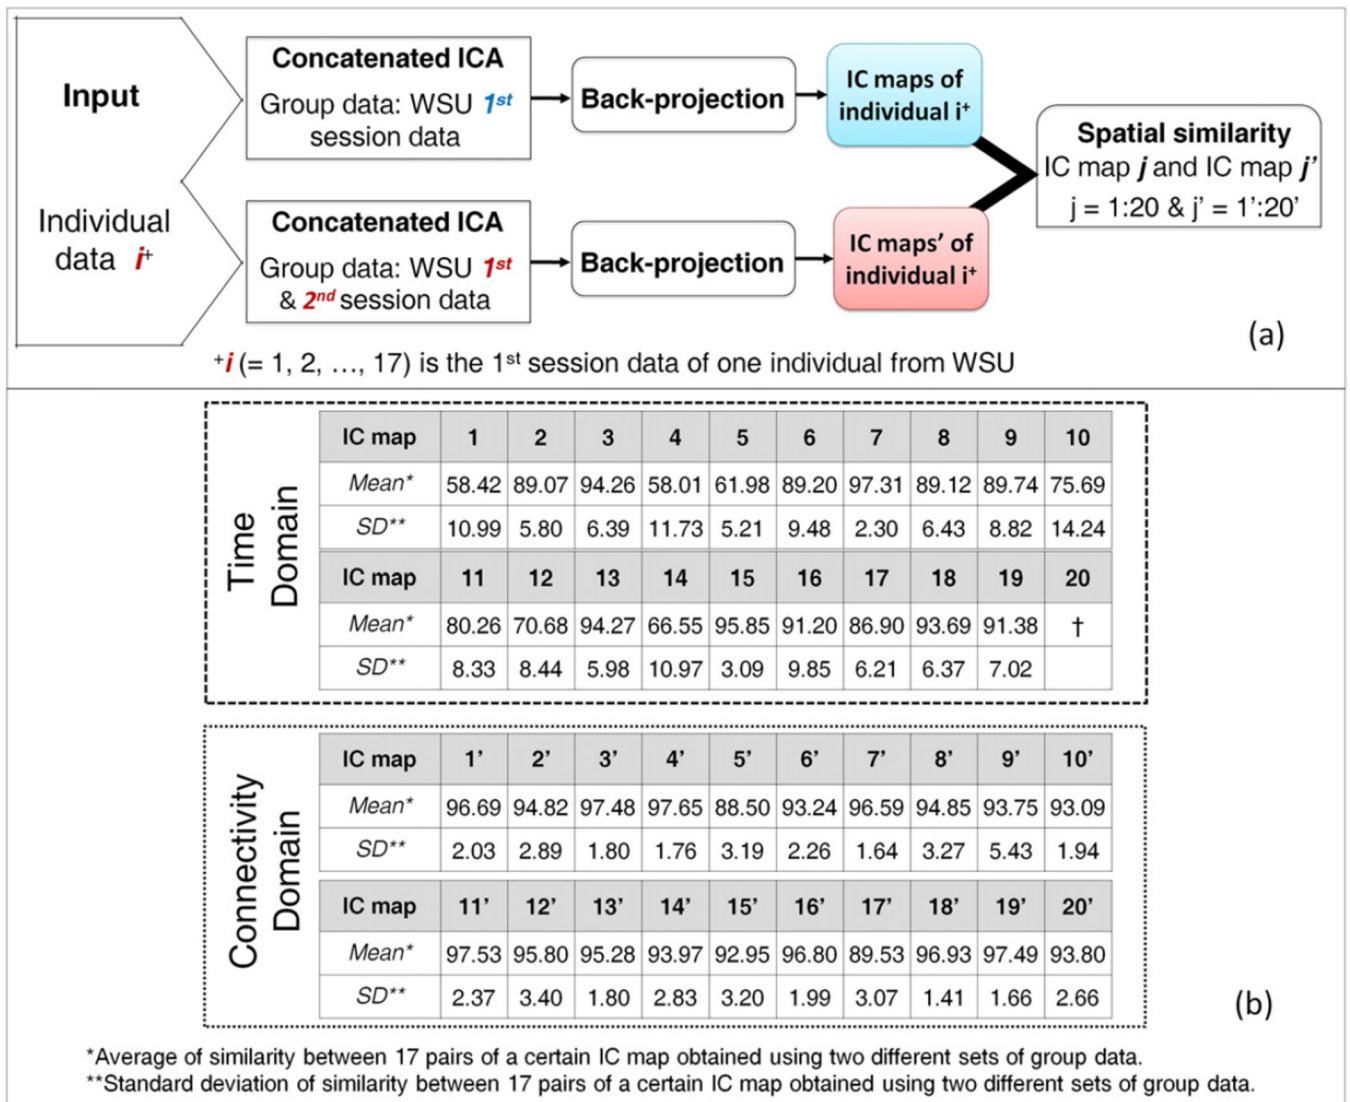 Input
Individual
data i+
Concatenated ICA
Group data: WSU 1st
session data
Back-projection
IC maps of
individual i+
Concatenated ICA
Group data: WSU 1st
& 2nd session data
Back-projection
IC maps’ of
individual i+
Spatial similarity
IC map j and IC map j’
j = 1:20 & j’ = 1’:20’
(a)
+i (= 1, 2, …, 17) is the 1st session data of one individual from WSU
Time
Domain
IC map 1 2 3 4 5 6 7 8 9 10
Mean* 58.42 89.07 94.26 58.01 61.98 89.20 97.31 89.12 89.74 75.69
SD** 10.99 5.80 6.39 11.73 5.21 9.48 2.30 6.43 8.82 14.24
IC map 11 12 13 14 15 16 17 18 19 20
Mean* 80.26 70.68 94.27 66.55 95.85 91.20 86.90 93.69 91.38 †
SD** 8.33 8.44 5.98 10.97 3.09 9.85 6.21 6.37 7.02
Connectivity
Domain
IC map 1’ 2’ 3’ 4’ 5’ 6’ 7’ 8’ 9’ 10’
Mean* 96.69 94.82 97.48 97.65 88.50 93.24 96.59 94.85 93.75 93.09
SD** 2.03 2.89 1.80 1.76 3.19 2.26 1.64 3.27 5.43 1.94
IC map 11’ 12’ 13’ 14’ 15’ 16’ 17’ 18’ 19’ 20’
Mean* 97.53 95.80 95.28 93.97 92.95 96.80 89.53 96.93 97.49 93.80
SD** 2.37 3.40 1.80 2.83 3.20 1.99 3.07 1.41 1.66 2.66
(b)
*Average of similarity between 17 pairs of a certain IC map obtained using two different sets of group data.
**Standard deviation of similarity between 17 pairs of a certain IC map obtained using two different sets of group data.